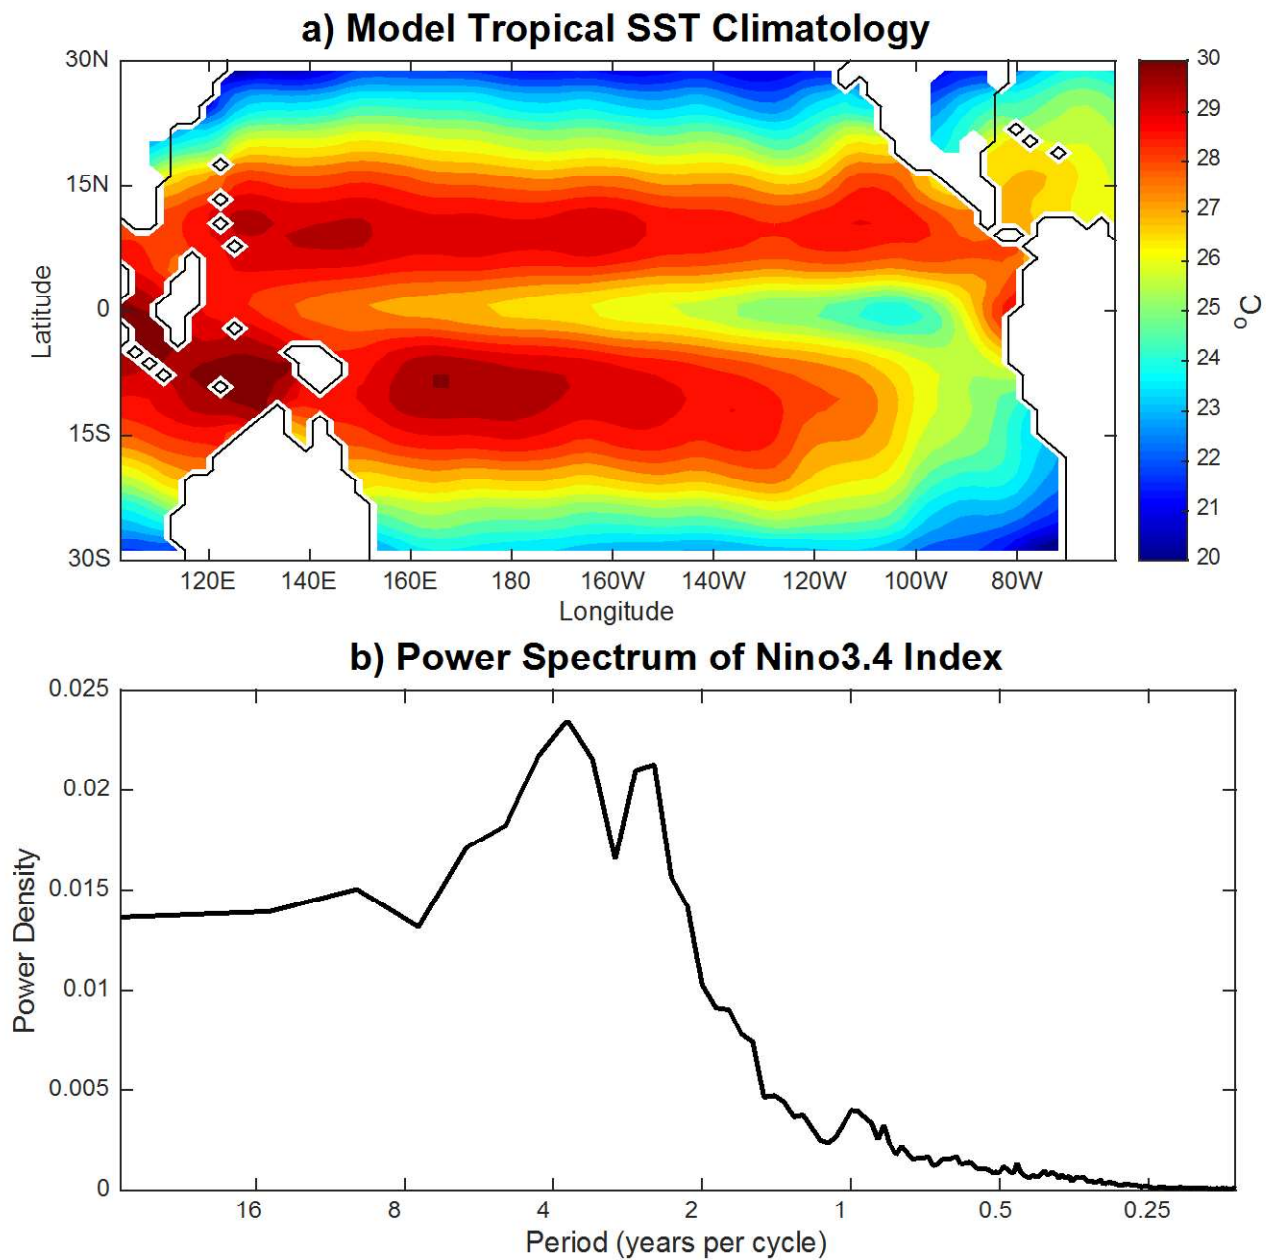 a) Model Tropical SST Climatology
30N
15N
0
15S
30S
Latitude
120E 140E 160E 180 160W 140W 120W 100W 80W
Longitude
30
29
28
27
26
25
24
23
22
21
20
°C
b) Power Spectrum of Nino3.4 Index
0.025
0.02
0.015
0.01
0.005
0
Power Density
16 8 4 2 1 0.5 0.25
Period (years per cycle)